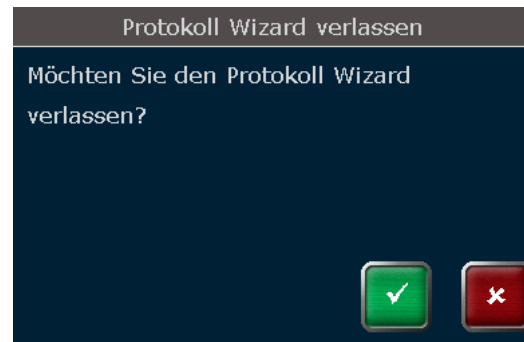 Protokoll Wizard verlassen
Möchten Sie den Protokoll Wizard
verlassen?